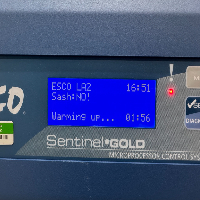 ESCO LA2 16:51
Sash:NO!
Warming up... 01:56
Sentinel GOLD
MICROPROCESSOR CONTROL SYS